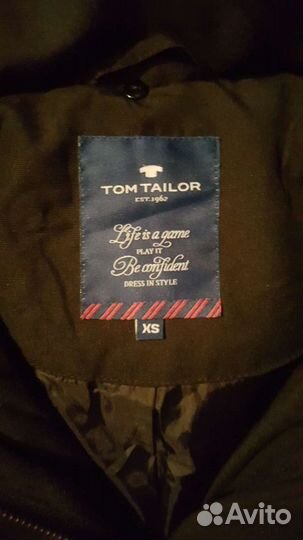 TOM TAILOR
EST. 1962
Life is a game
PLAY IT
Be confident
DRESS IN STYLE
XS
Avito